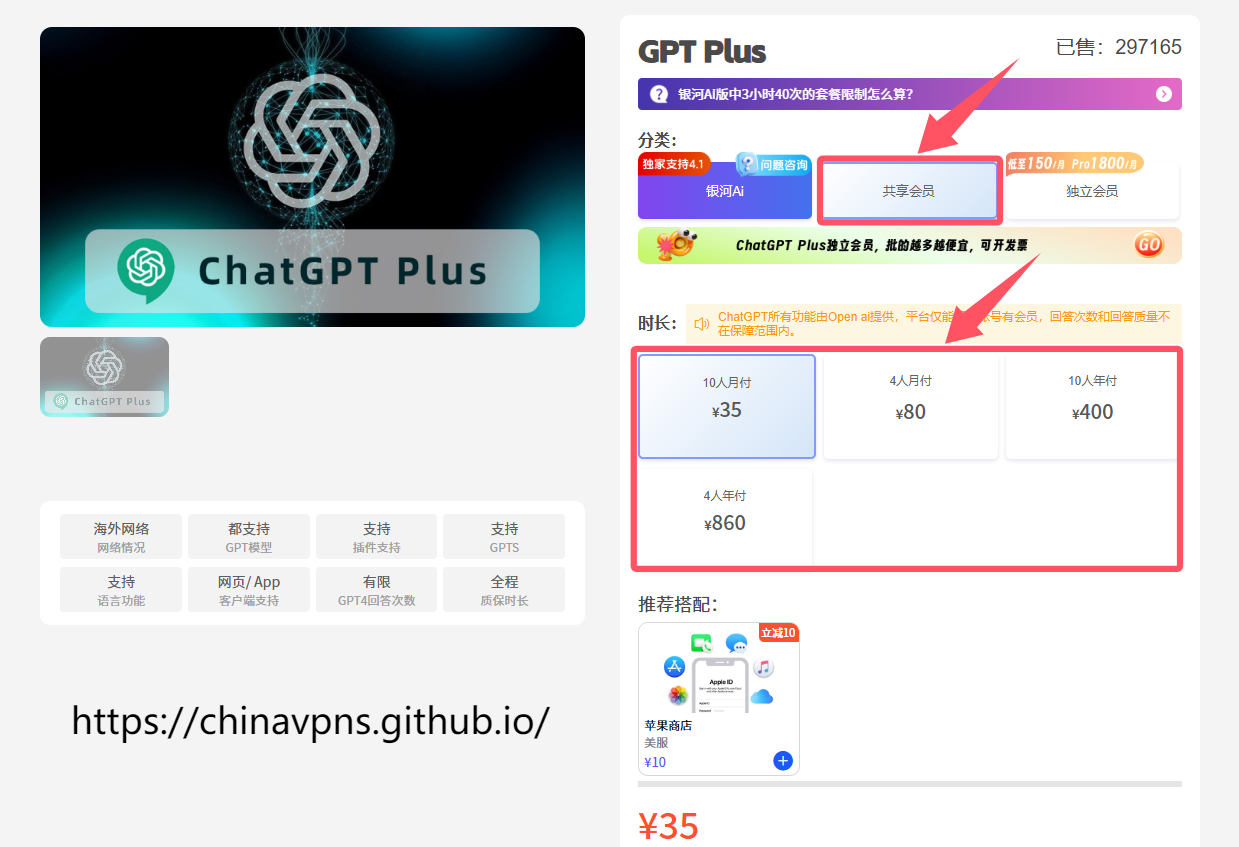 ChatGPT Plus
ChatGPT Plus
海外网络
网络情况
都支持
GPT模型
支持
插件支持
支持
GPTS
支持
语言功能
网页/ App
客户端支持
有限
GPT4回答次数
全程
质保时长
https://chinavpns.github.io/
GPT Plus
已售：297165
银河AI版中3小时40次的套餐限制怎么算？
分类：
独家支持4.1
问题咨询
银河Ai
共享会员
低至150/月 Pro1800/月
独立会员
ChatGPT Plus独立会员，批的越多越便宜，可开发票
GO
时长：
ChatGPT所有功能由Open ai提供，平台仅能 号有会员，回答次数和回答质量不
在保障范围内。
10人月付
¥35
4人月付
¥80
10人年付
¥400
4人年付
¥860
推荐搭配：
立减10
Apple ID
苹果商店
美服
¥10
¥35